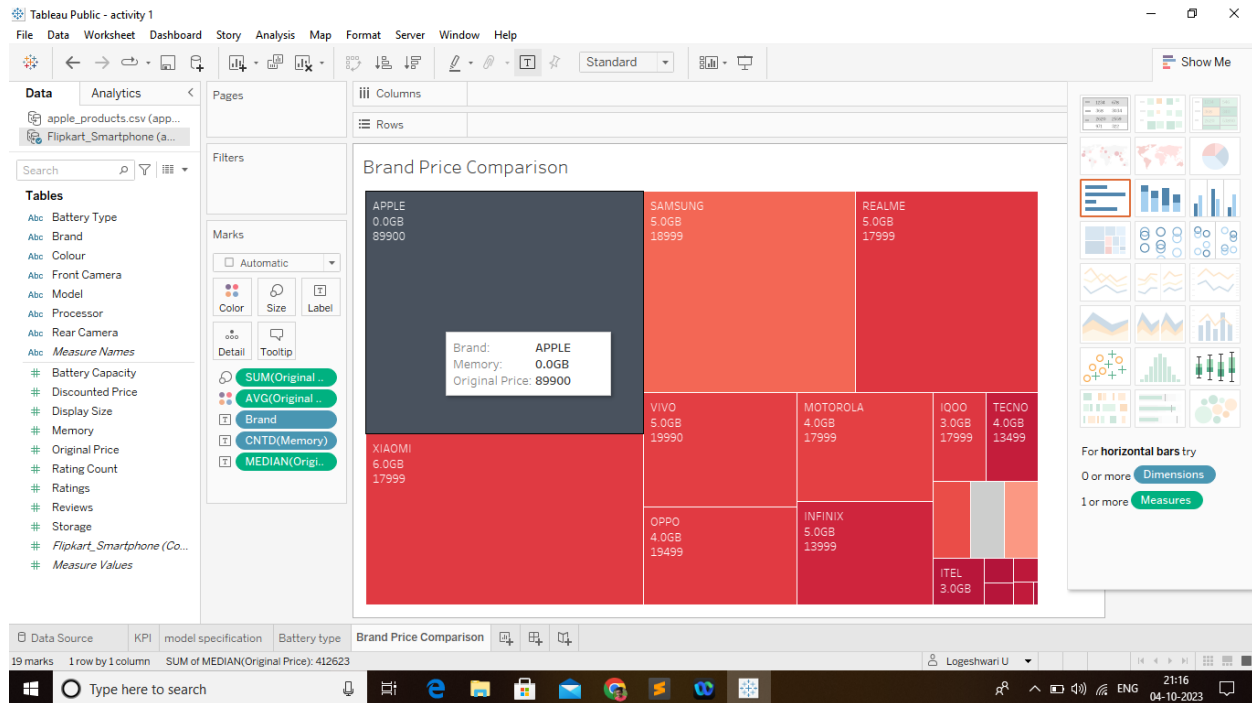 Tableau Public - activity 1
File Data Worksheet Dashboard Story Analysis Map Format Server Window Help
Standard
Show Me
Data Analytics
apple_products.csv (app...
Flipkart_Smartphone (a...
Search
Tables
Abc Battery Type
Abc Brand
Abc Colour
Abc Front Camera
Abc Model
Abc Processor
Abc Rear Camera
Abc Measure Names
# Battery Capacity
# Discounted Price
# Display Size
# Memory
# Original Price
# Rating Count
# Ratings
# Reviews
# Storage
# Flipkart_Smartphone (Co...
# Measure Values
Pages
Filters
Marks
Automatic
Color Size Label
Detail Tooltip
SUM(Original ..
AVG(Original ..
Brand
CNTD(Memory)
MEDIAN(Origi..
Columns
Rows
Brand Price Comparison
APPLE
0.0GB
89900
Brand: APPLE
Memory: 0.0GB
Original Price: 89900
XIAOMI
6.0GB
17999
SAMSUNG
5.0GB
18999
REALME
5.0GB
17999
VIVO
5.0GB
19990
OPPO
4.0GB
19499
MOTOROLA
4.0GB
17999
INFINIX
5.0GB
13999
IQOO
3.0GB
17999
TECNO
4.0GB
13499
ITEL
3.0GB
For horizontal bars try
0 or more Dimensions
1 or more Measures
Data Source KPI model specification Battery type Brand Price Comparison
19 marks 1 row by 1 column SUM of MEDIAN(Original Price): 412623
Logeshwari U
Type here to search
ENG
21:16
04-10-2023